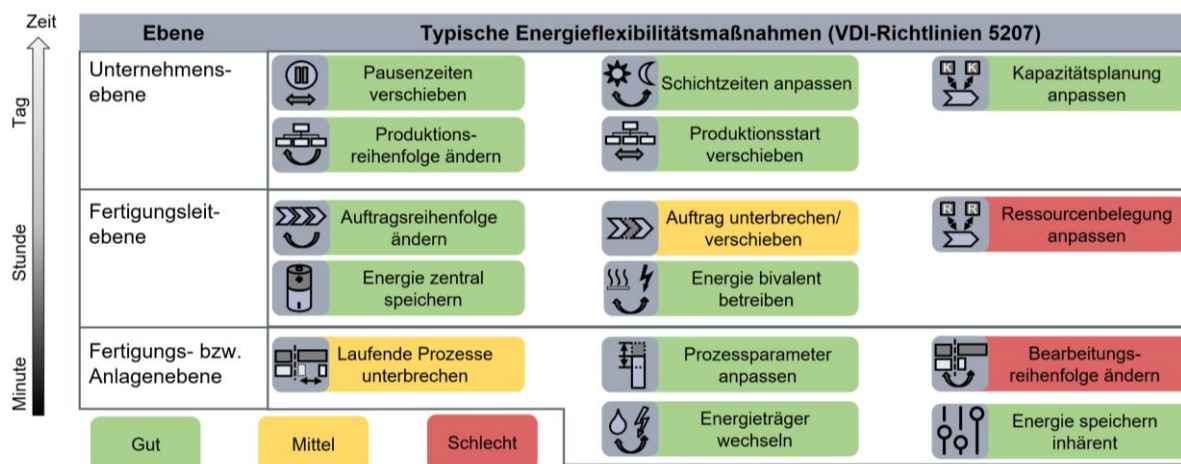 Zeit
Ebene
Typische Energieflexibilitätsmaßnahmen (VDI-Richtlinien 5207)
Tag
Unternehmens-
ebene
Pausenzeiten
verschieben
Schichtzeiten anpassen
K K
Kapazitätsplanung
anpassen
Produktions-
reihenfolge ändern
Produktionsstart
verschieben
Stunde
Fertigungsleit-
ebene
Auftragsreihenfolge
ändern
Auftrag unterbrechen/
verschieben
R R
Ressourcenbelegung
anpassen
Energie zentral
speichern
Energie bivalent
betreiben
Minute
Fertigungs- bzw.
Anlagenebene
Laufende Prozesse
unterbrechen
Prozessparameter
anpassen
Bearbeitungs-
reihenfolge ändern
Energieträger
wechseln
Energie speichern
inhärent
Gut
Mittel
Schlecht